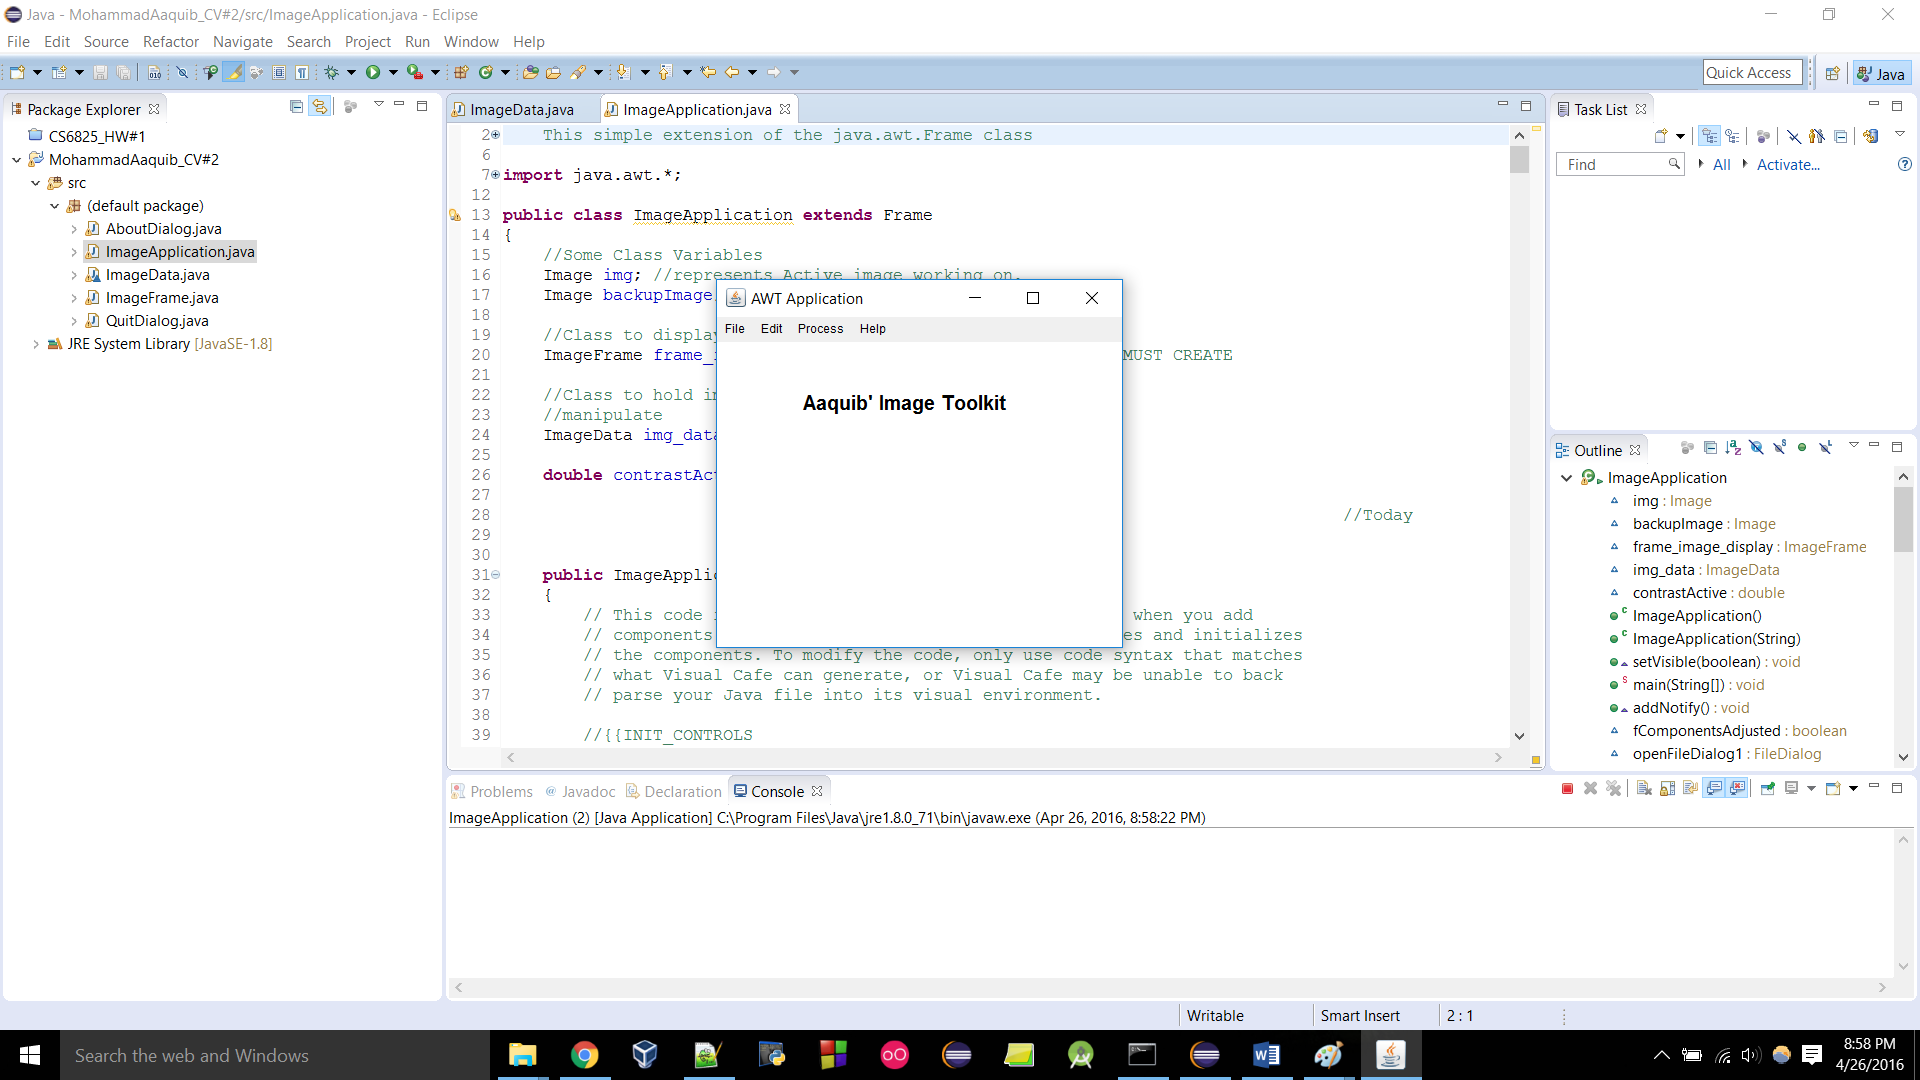 Java - MohammadAaquib_CV#2/src/ImageApplication.java - Eclipse
File Edit Source Refactor Navigate Search Project Run Window Help
Quick Access
Java
Package Explorer
CS6825_HW#1
MohammadAaquib_CV#2
src
(default package)
AboutDialog.java
ImageApplication.java
ImageData.java
ImageFrame.java
QuitDialog.java
JRE System Library [JavaSE-1.8]
ImageData.java
ImageApplication.java
2 This simple extension of the java.awt.Frame class
6
7 import java.awt.*;
12
13 public class ImageApplication extends Frame
14 {
15 //Some Class Variables
16 Image img; //represents Active image working on.
17 Image backupImage
18
19 //Class to display
20 ImageFrame frame_ MUST CREATE
21
22 //Class to hold
23 //manipulate
24 ImageData img_data
25
26 double contrastAct
27
28 //Today
29
30
31 public ImageApplic
32 {
33 // This code when you add
34 // components es and initializes
35 // the components. To modify the code, only use code syntax that matches
36 // what Visual Cafe can generate, or Visual Cafe may be unable to back
37 // parse your Java file into its visual environment.
38
39 //{{INIT_CONTROLS
AWT Application
File Edit Process Help
Aaquib' Image Toolkit
Task List
Find
All
Activate...
Outline
ImageApplication
img : Image
backupImage : Image
frame_image_display : ImageFrame
img_data : ImageData
contrastActive : double
ImageApplication()
ImageApplication(String)
setVisible(boolean) : void
main(String[]) : void
addNotify() : void
fComponentsAdjusted : boolean
openFileDialog1 : FileDialog
Problems @ Javadoc Declaration Console
ImageApplication (2) [Java Application] C:\Program Files\Java\jre1.8.0_71\bin\javaw.exe (Apr 26, 2016, 8:58:22 PM)
Writable
Smart Insert
2 : 1
Search the web and Windows
8:58 PM
4/26/2016